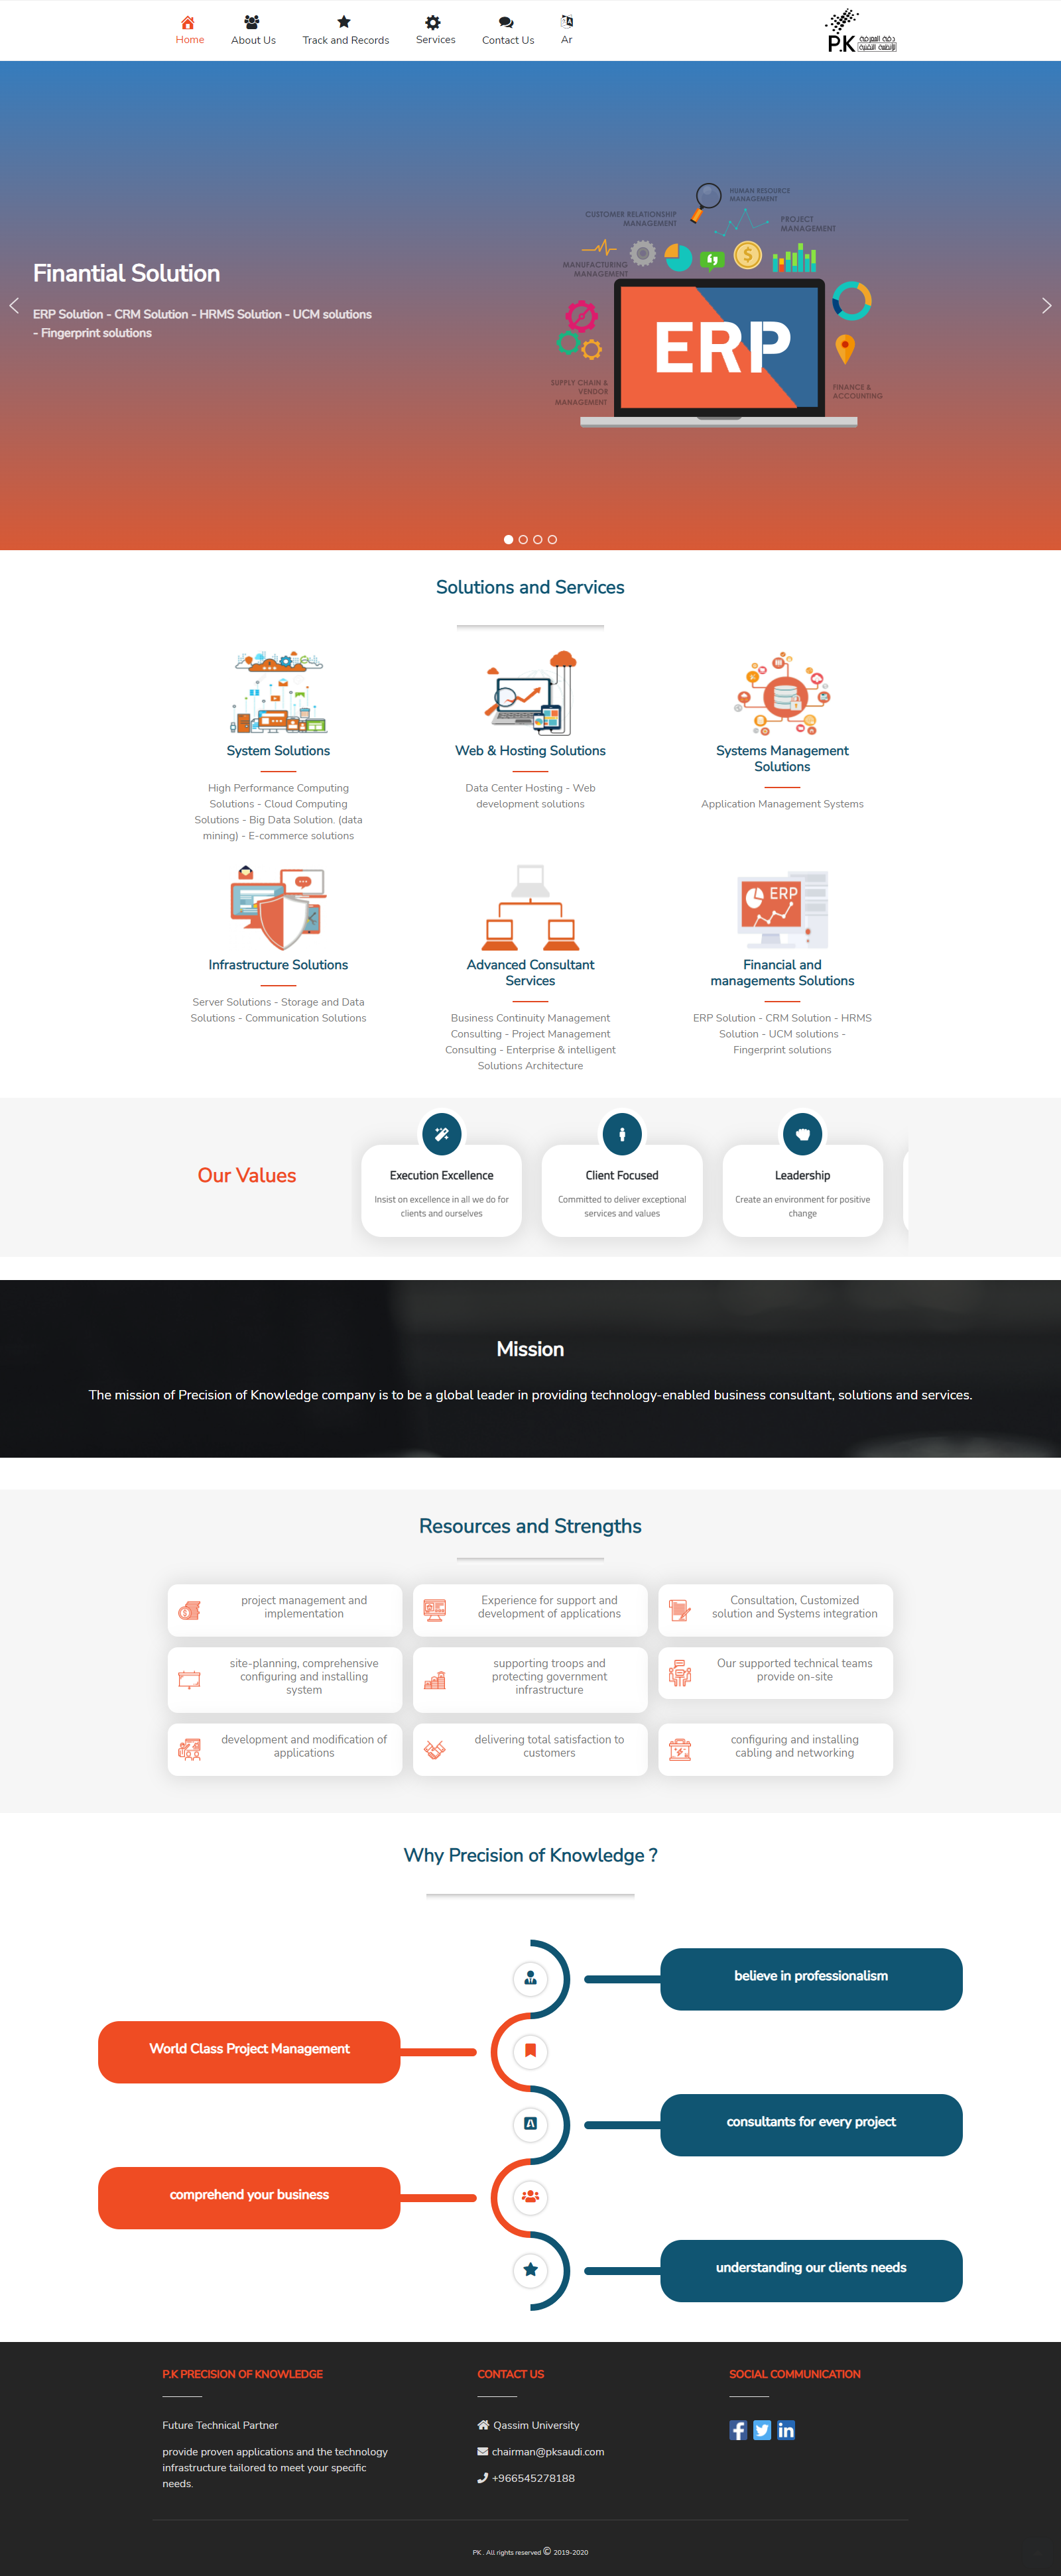 Home
About Us
Track and Records
Services
Contact Us
Ar
P.K
دقة المعرفة
للأنظمة التقنية
HUMAN RESOURCE
MANAGEMENT
CUSTOMER RELATIONSHIP
MANAGEMENT
PROJECT
MANAGEMENT
MANUFACTURING
MANAGEMENT
Finantial Solution
ERP Solution - CRM Solution - HRMS Solution - UCM solutions
- Fingerprint solutions
ERP
SUPPLY CHAIN &
VENDOR
MANAGEMENT
FINANCE &
ACCOUNTING
Solutions and Services
System Solutions
High Performance Computing
Solutions - Cloud Computing
Solutions - Big Data Solution. (data
mining) - E-commerce solutions
Web & Hosting Solutions
Data Center Hosting - Web
development solutions
Systems Management
Solutions
Application Management Systems
Infrastructure Solutions
Server Solutions - Storage and Data
Solutions - Communication Solutions
Advanced Consultant
Services
Business Continuity Management
Consulting - Project Management
Consulting - Enterprise & intelligent
Solutions Architecture
ERP
Financial and
managements Solutions
ERP Solution - CRM Solution - HRMS
Solution - UCM solutions -
Fingerprint solutions
Our Values
Execution Excellence
Insist on excellence in all we do for
clients and ourselves
Client Focused
Committed to deliver exceptional
services and values
Leadership
Create an environment for positive
change
Mission
The mission of Precision of Knowledge company is to be a global leader in providing technology-enabled business consultant, solutions and services.
Resources and Strengths
project management and
implementation
Experience for support and
development of applications
Consultation, Customized
solution and Systems integration
site-planning, comprehensive
configuring and installing
system
supporting troops and
protecting government
infrastructure
Our supported technical teams
provide on-site
development and modification of
applications
delivering total satisfaction to
customers
configuring and installing
cabling and networking
Why Precision of Knowledge ?
believe in professionalism
World Class Project Management
consultants for every project
comprehend your business
understanding our clients needs
P.K PRECISION OF KNOWLEDGE
Future Technical Partner
provide proven applications and the technology
infrastructure tailored to meet your specific
needs.
CONTACT US
Qassim University
chairman@pksaudi.com
+966545278188
SOCIAL COMMUNICATION
PK . All rights reserved © 2019-2020